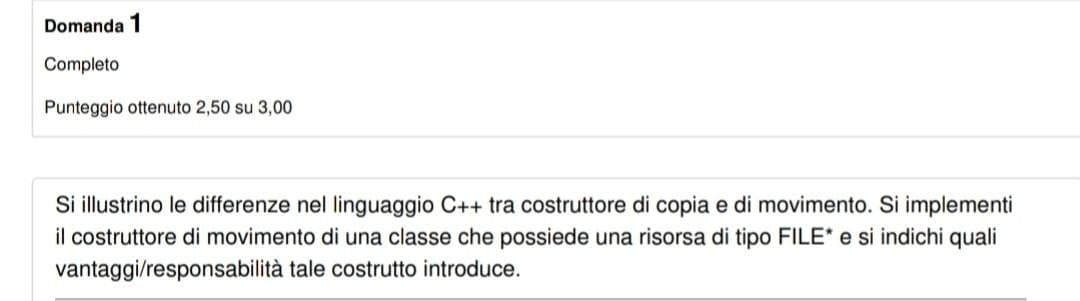 Domanda 1
Completo
Punteggio ottenuto 2,50 su 3,00
Si illustrino le differenze nel linguaggio C++ tra costruttore di copia e di movimento. Si implementi
il costruttore di movimento di una classe che possiede una risorsa di tipo FILE* e si indichi quali
vantaggi/responsabilità tale costrutto introduce.